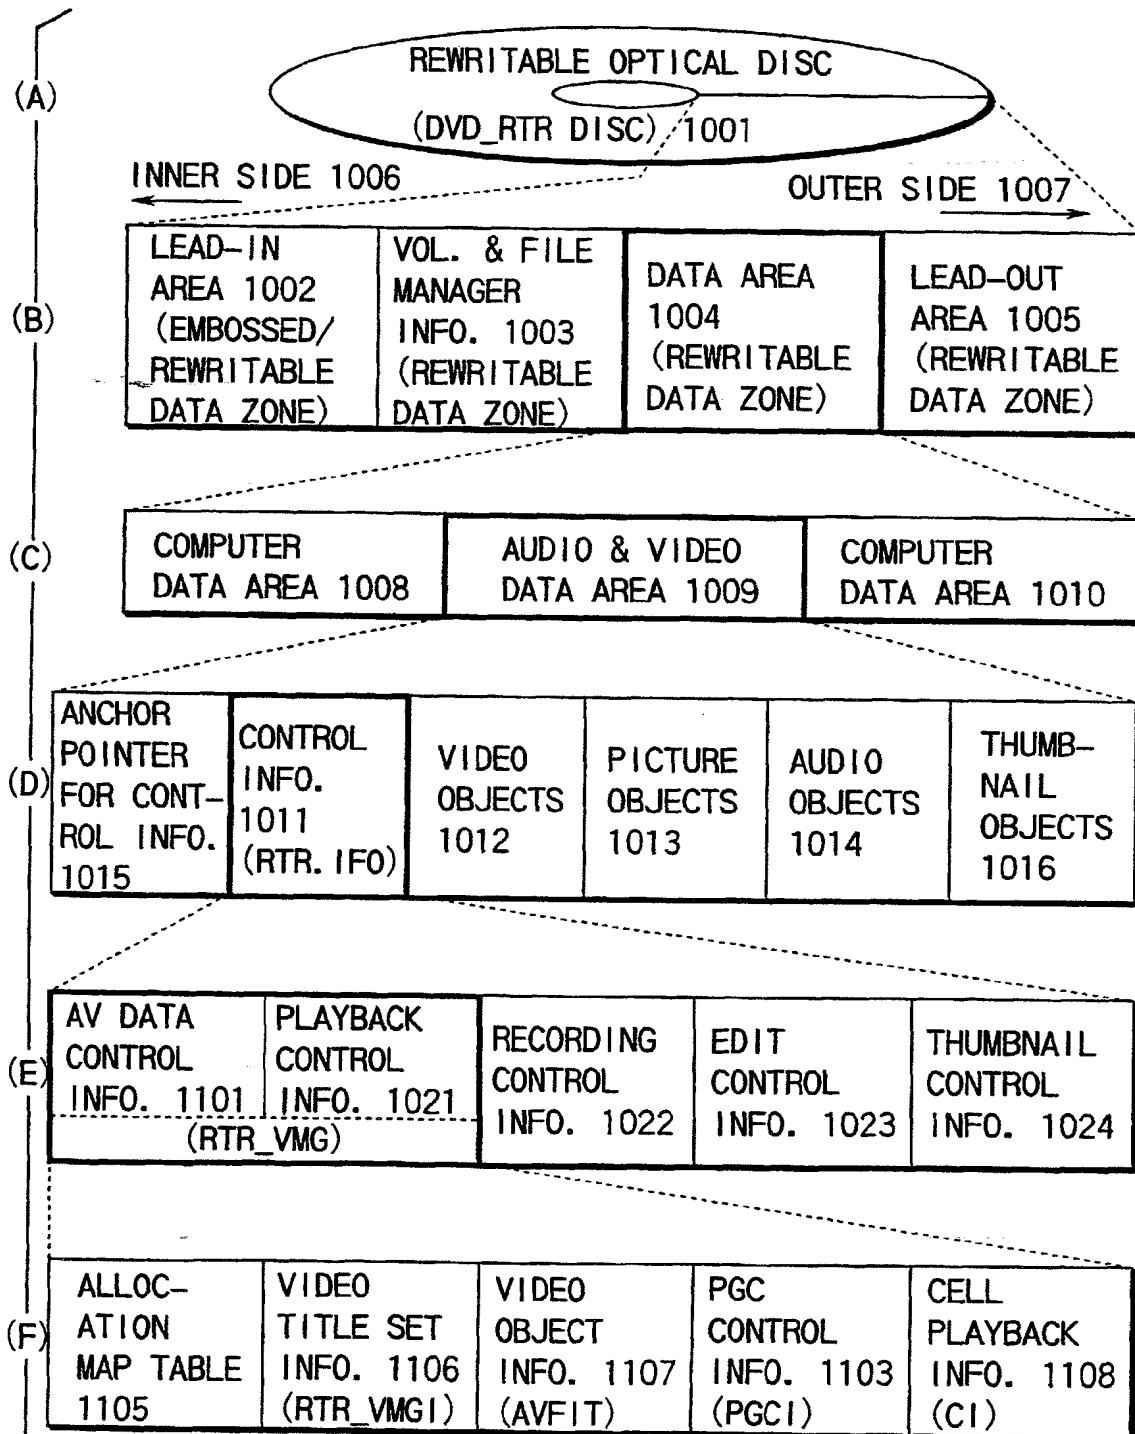 (A)
REWRITABLE OPTICAL DISC
(DVD_RTR DISC) 1001
INNER SIDE 1006
OUTER SIDE 1007
(B)
LEAD-IN
AREA 1002
(EMBOSSED/
REWRITABLE
DATA ZONE)
VOL. & FILE
MANAGER
INFO. 1003
(REWRITABLE
DATA ZONE)
DATA AREA
1004
(REWRITABLE
DATA ZONE)
LEAD-OUT
AREA 1005
(REWRITABLE
DATA ZONE)
(C)
COMPUTER
DATA AREA 1008
AUDIO & VIDEO
DATA AREA 1009
COMPUTER
DATA AREA 1010
(D)
ANCHOR
POINTER
FOR CONT-
ROL INFO.
1015
CONTROL
INFO.
1011
(RTR.IFO)
VIDEO
OBJECTS
1012
PICTURE
OBJECTS
1013
AUDIO
OBJECTS
1014
THUMB-
NAIL
OBJECTS
1016
(E)
AV DATA
CONTROL
INFO. 1101
PLAYBACK
CONTROL
INFO. 1021
(RTR_VMG)
RECORDING
CONTROL
INFO. 1022
EDIT
CONTROL
INFO. 1023
THUMBNAIL
CONTROL
INFO. 1024
(F)
ALLOC-
ATION
MAP TABLE
1105
VIDEO
TITLE SET
INFO. 1106
(RTR_VMGI)
VIDEO
OBJECT
INFO. 1107
(AVFIT)
PGC
CONTROL
INFO. 1103
(PGCI)
CELL
PLAYBACK
INFO. 1108
(CI)